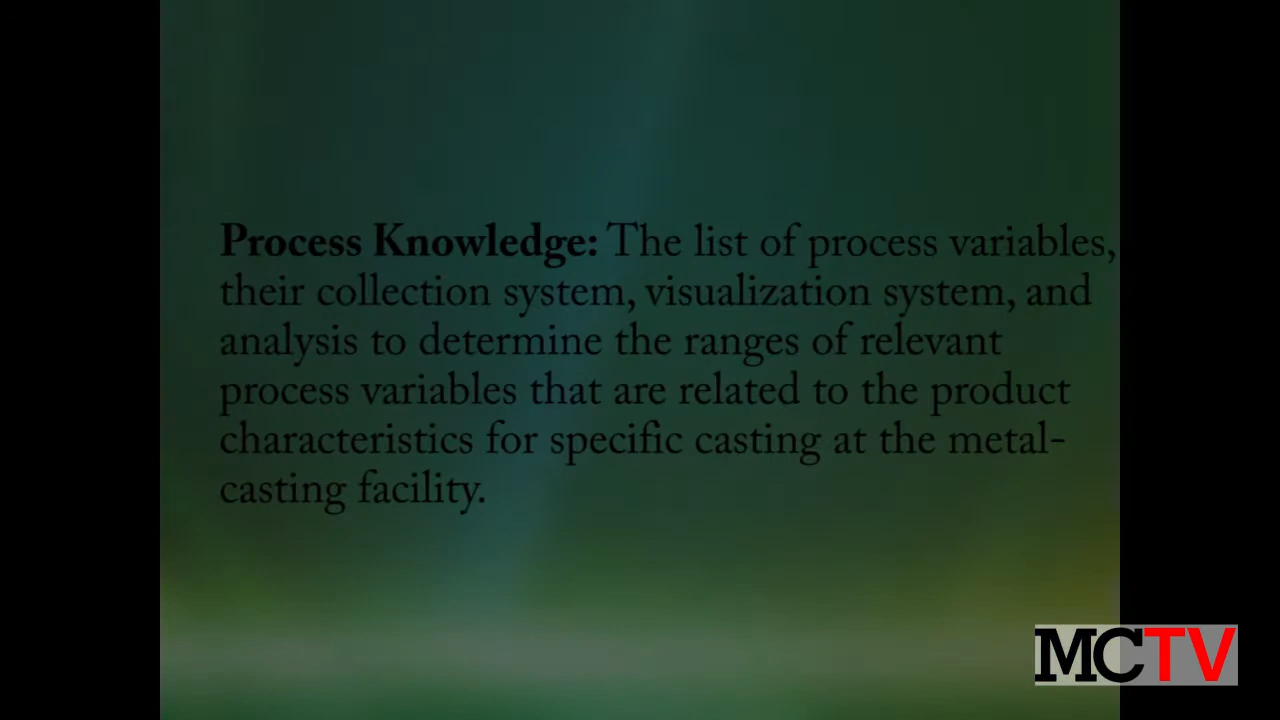 Process Knowledge: The list of process variables,
their collection system, visualization system, and
analysis to determine the ranges of relevant
process variables that are related to the product
characteristics for specific casting at the metal-
casting facility.
MCTV